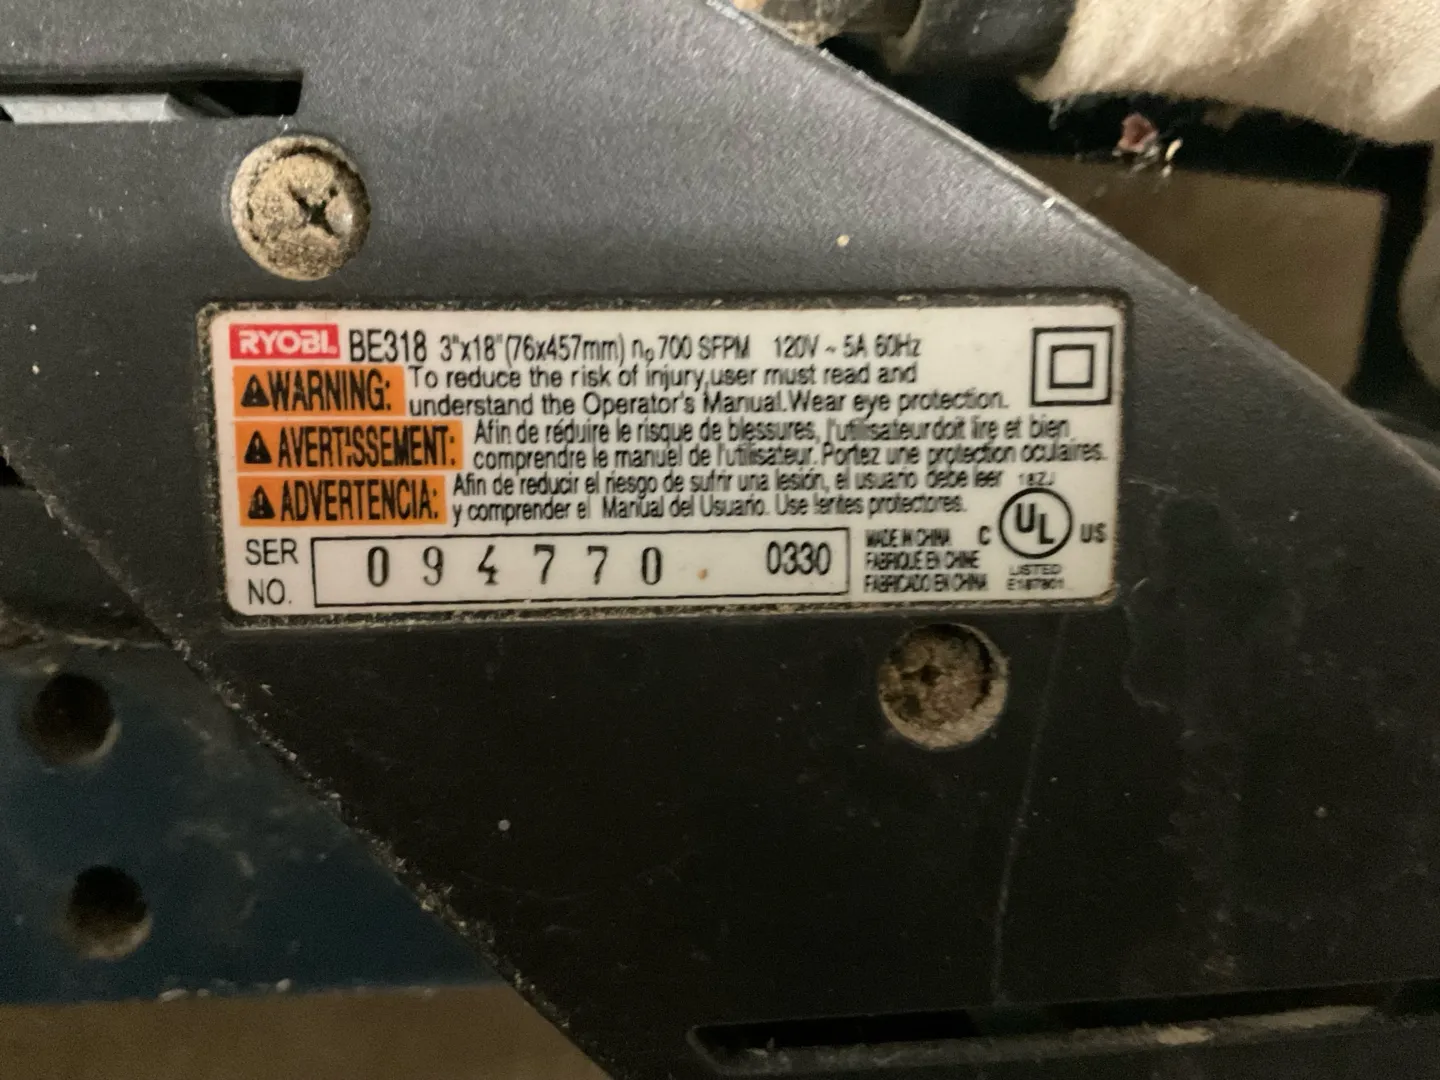 RYOBI. BE318 3"x18"(76x457mm) n₀ 700 SFPM 120V ~ 5A 60Hz
WARNING: To reduce the risk of injury,user must read and
understand the Operator's Manual.Wear eye protection.
AVERTISSEMENT: Afin de réduire le risque de blessures, l'utilisateur doit lire et bien
comprendre le manuel de l'utilisateur. Portez une protection oculaires.
ADVERTENCIA: Afin de reducir el riesgo de sufrir una lesión, el usuario debe leer
y comprender el Manual del Usuario. Use lentes protectores.
18ZJ
C UL US
LISTED
E187801
SER
NO.
094770 0330
MADE IN CHINA
FABRIQUÉ EN CHINE
FABRICADO EN CHINA